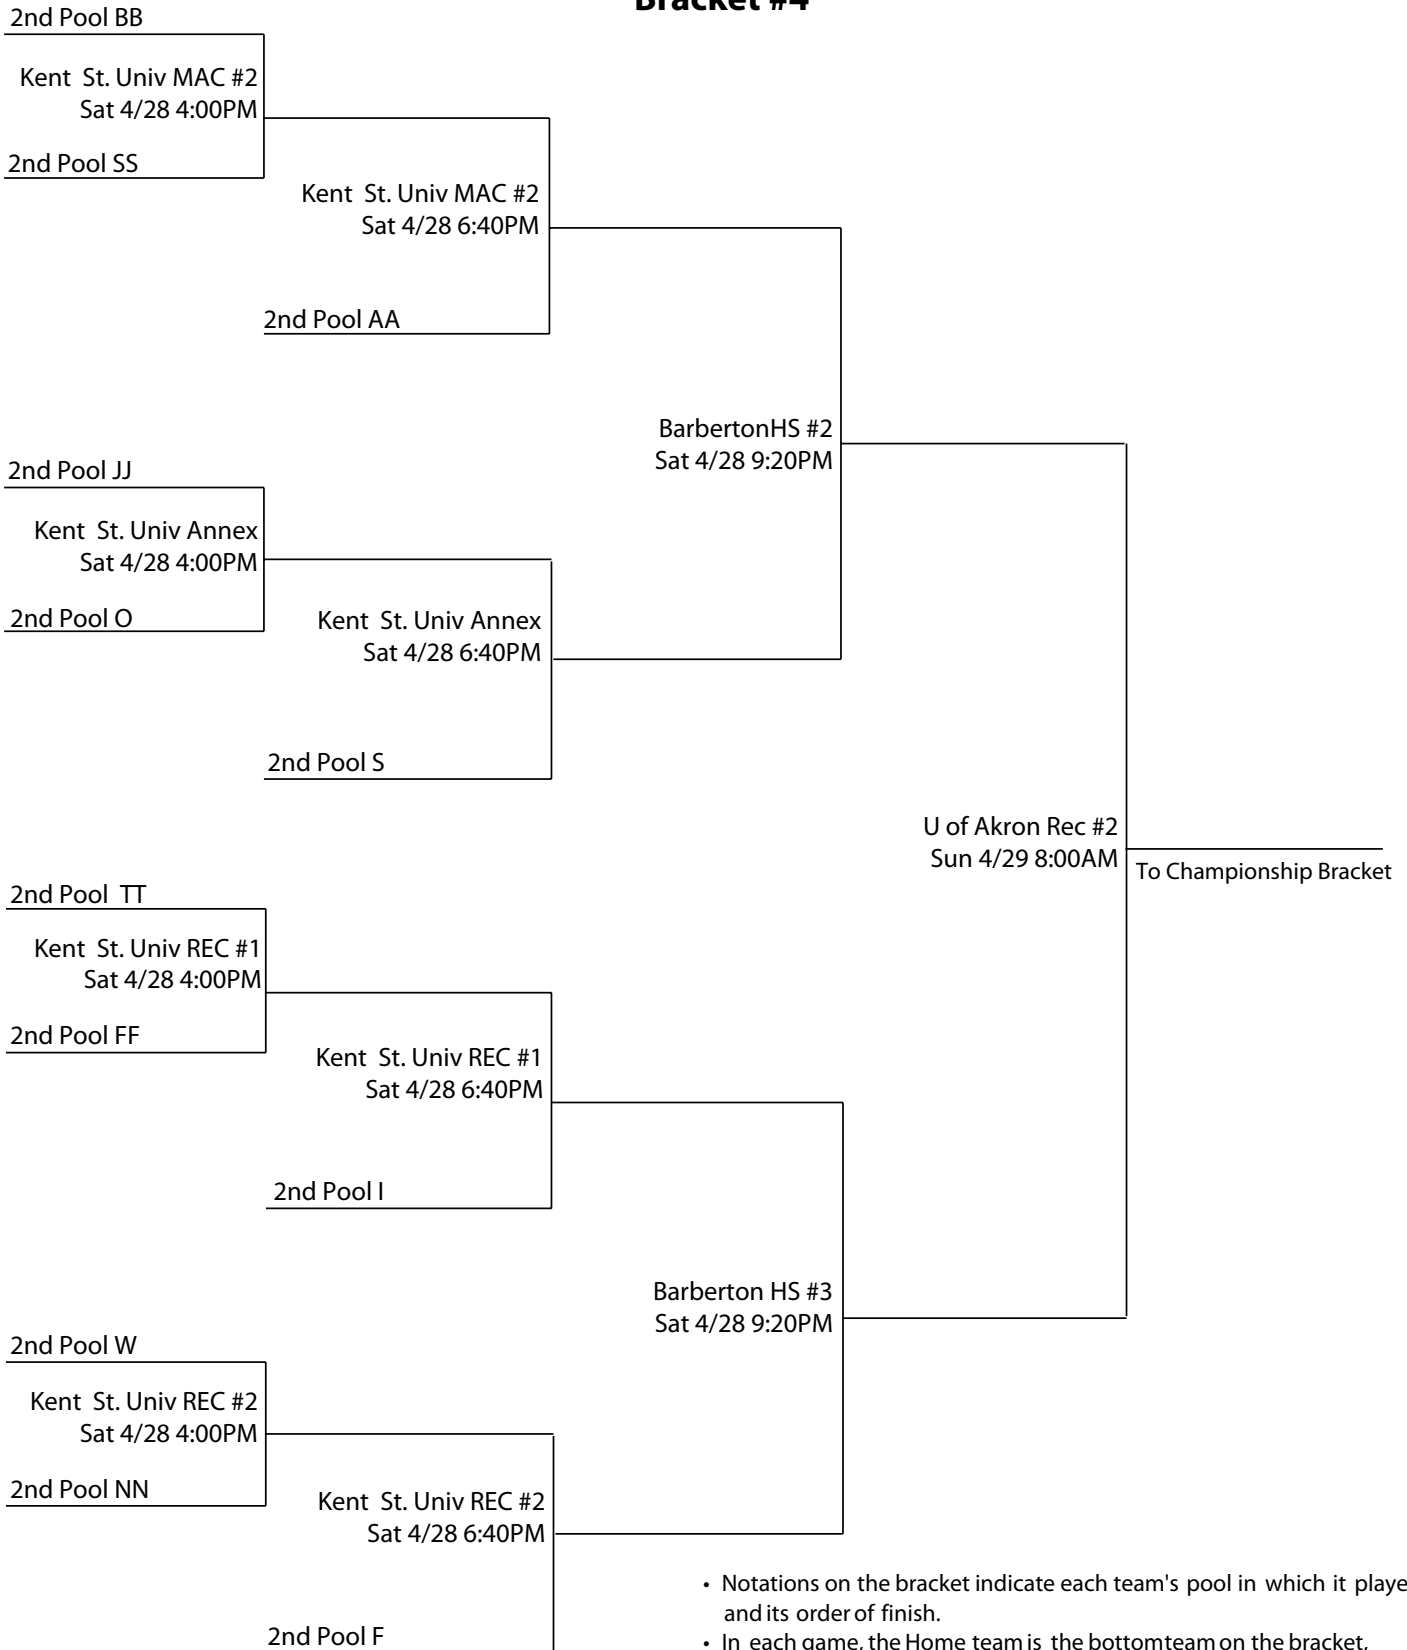 Bracket #4
2nd Pool BB
Kent St. Univ MAC #2
Sat 4/28 4:00PM
2nd Pool SS
Kent St. Univ MAC #2
Sat 4/28 6:40PM
2nd Pool AA
BarbertonHS #2
Sat 4/28 9:20PM
2nd Pool JJ
Kent St. Univ Annex
Sat 4/28 4:00PM
2nd Pool O
Kent St. Univ Annex
Sat 4/28 6:40PM
2nd Pool S
U of Akron Rec #2
Sun 4/29 8:00AM
To Championship Bracket
2nd Pool TT
Kent St. Univ REC #1
Sat 4/28 4:00PM
2nd Pool FF
Kent St. Univ REC #1
Sat 4/28 6:40PM
2nd Pool I
Barberton HS #3
Sat 4/28 9:20PM
2nd Pool W
Kent St. Univ REC #2
Sat 4/28 4:00PM
2nd Pool NN
Kent St. Univ REC #2
Sat 4/28 6:40PM
2nd Pool F
• Notations on the bracket indicate each team's pool in which it playe
and its order of finish.
• In each game, the Home team is the bottomteam on the bracket,